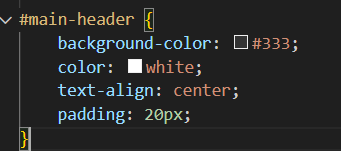 #main-header {
background-color: #333;
color: white;
text-align: center;
padding: 20px;
}